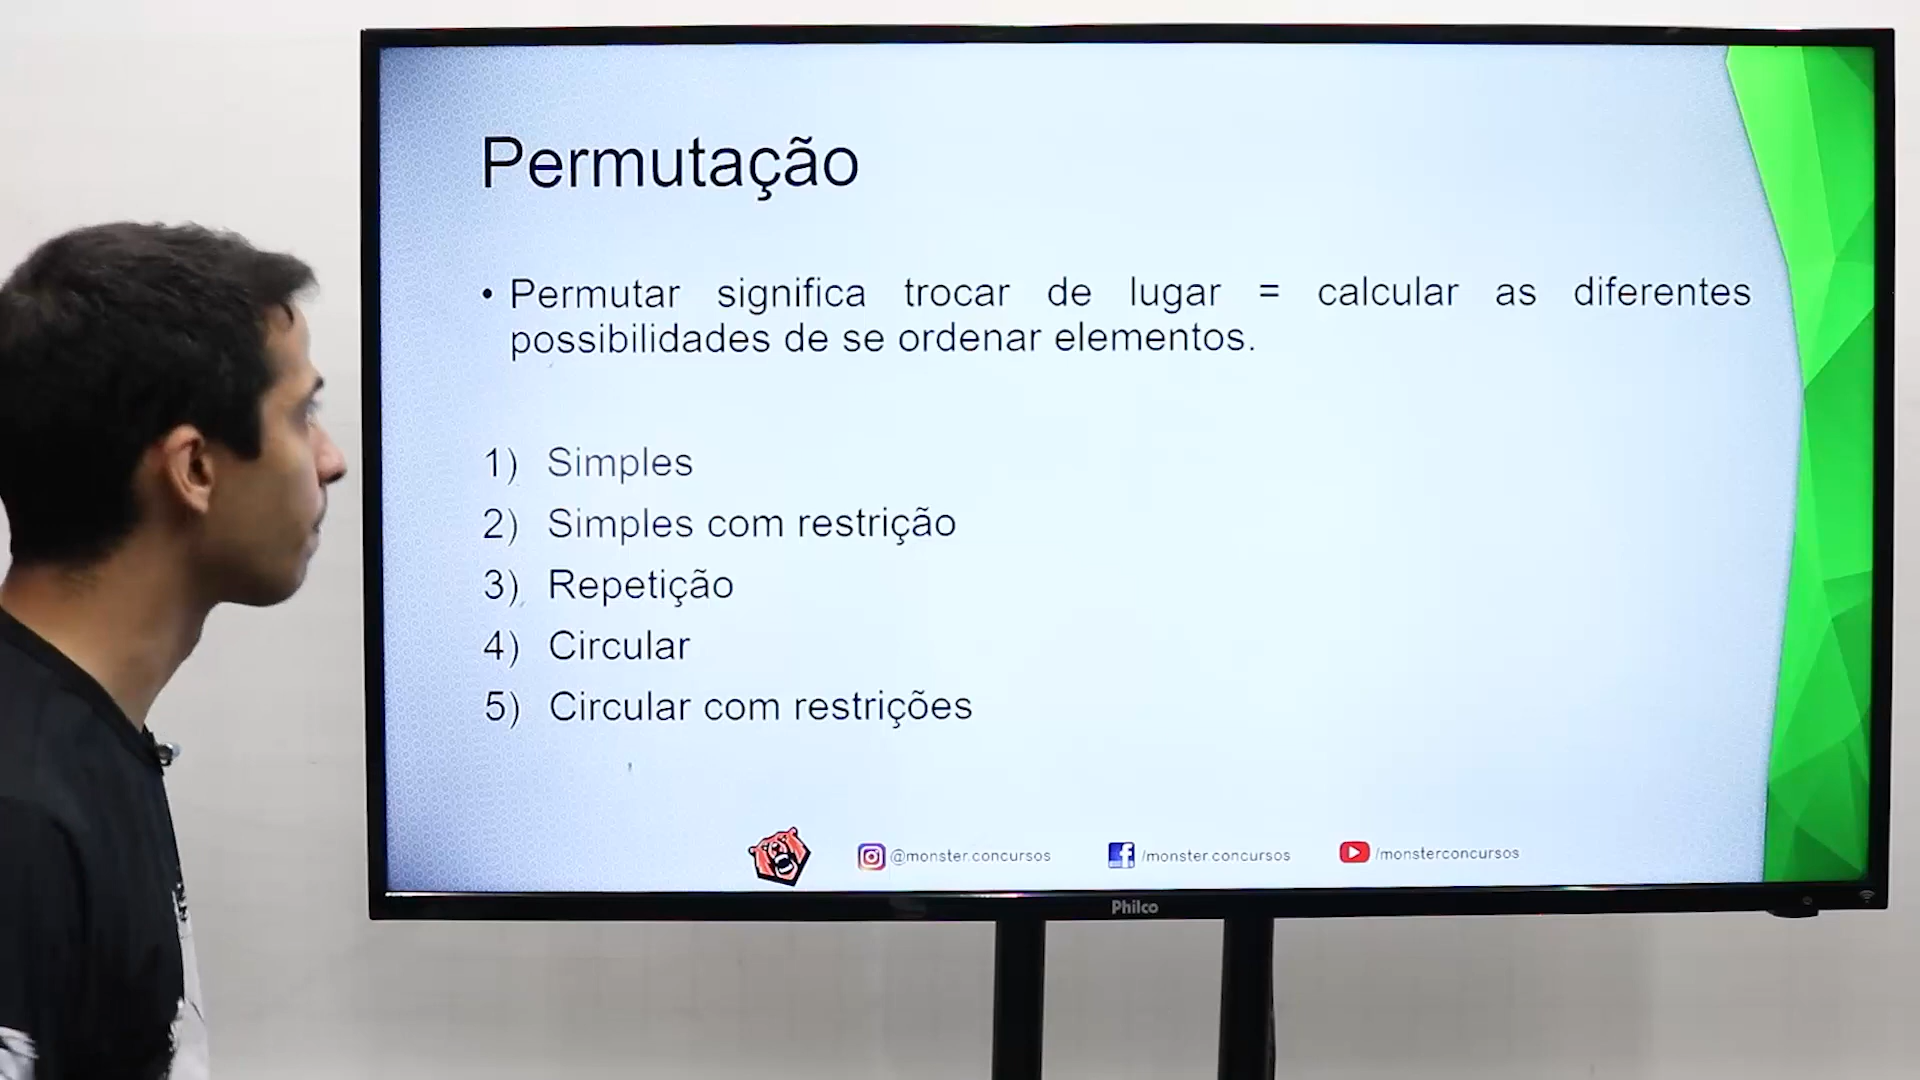 Permutação
• Permutar significa trocar de lugar = calcular as diferentes
possibilidades de se ordenar elementos.
1) Simples
2) Simples com restrição
3) Repetição
4) Circular
5) Circular com restrições
@monster.concursos /monster.concursos /monsterconcursos
Philco